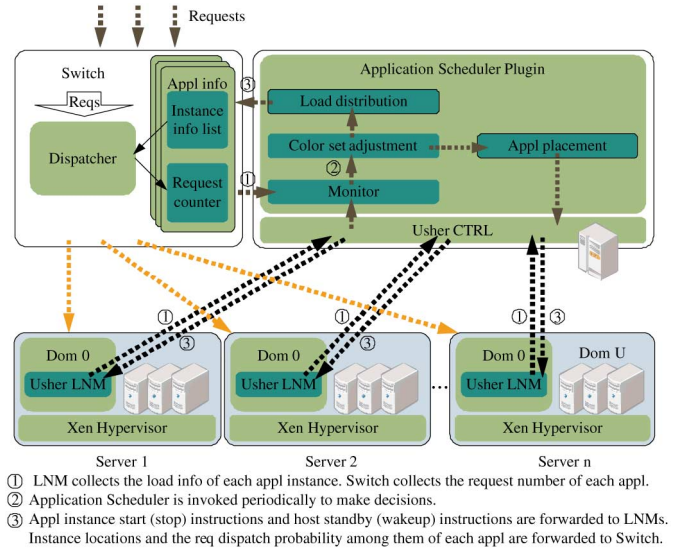 Requests
Switch
Reqs
Dispatcher
Appl info
Instance
info list
Request
counter
③
①
Application Scheduler Plugin
Load distribution
Color set adjustment
Appl placement
②
Monitor
Usher CTRL
①
③
①
③
①
③
Dom 0
Usher LNM
Xen Hypervisor
Dom 0
Usher LNM
Xen Hypervisor
...
Dom 0
Usher LNM
Dom U
Xen Hypervisor
Server 1
Server 2
Server n
① LNM collects the load info of each appl instance. Switch collects the request number of each appl.
② Application Scheduler is invoked periodically to make decisions.
③ Appl instance start (stop) instructions and host standby (wakeup) instructions are forwarded to LNMs.
Instance locations and the req dispatch probability among them of each appl are forwarded to Switch.